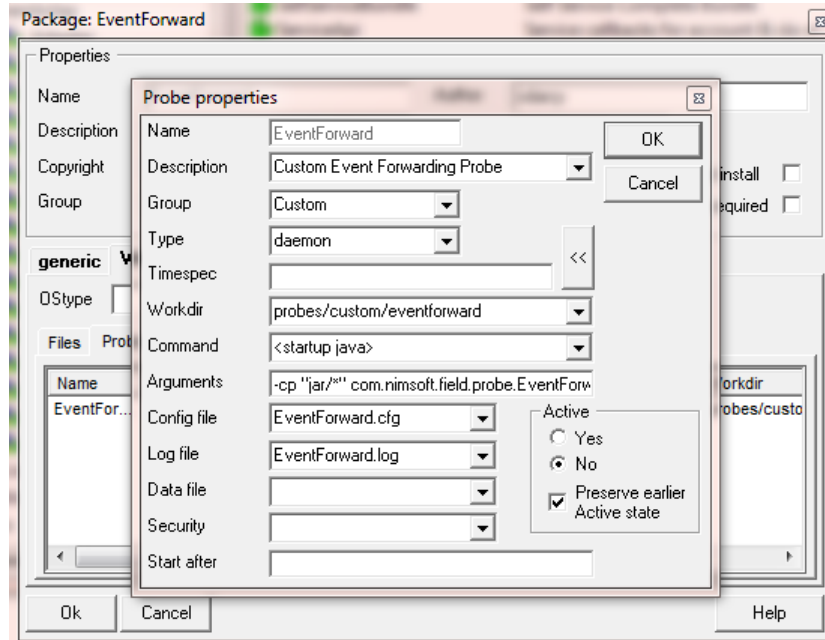 Package: EventForward
Properties
Name
Description
Copyright
Group
install
equired
generic
OStype
Files Prob
Name
Workdir
EventFor...
robes/custo
Ok
Cancel
Help
Probe properties
Name EventForward
Description Custom Event Forwarding Probe
Group Custom
Type daemon
<<
Timespec
Workdir probes/custom/eventforward
Command <startup java>
Arguments -cp "jar/*" com.nimsoft.field.probe.EventForw
Config file EventForward.cfg
Log file EventForward.log
Data file
Security
Start after
OK
Cancel
Active
Yes
No
Preserve earlier
Active state